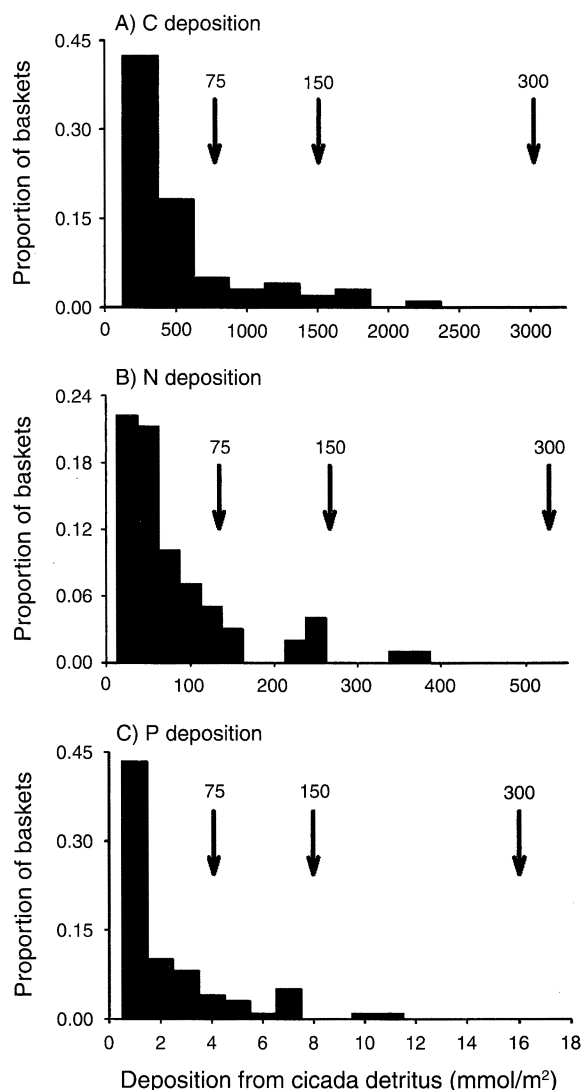 A) C deposition
75 150 300
0.45
0.30
0.15
0.00
Proportion of baskets
0 500 1000 1500 2000 2500 3000
B) N deposition
75 150 300
0.24
0.18
0.12
0.06
0.00
Proportion of baskets
0 100 200 300 400 500
C) P deposition
75 150 300
0.45
0.30
0.15
0.00
Proportion of baskets
0 2 4 6 8 10 12 14 16 18
Deposition from cicada detritus (mmol/m²)